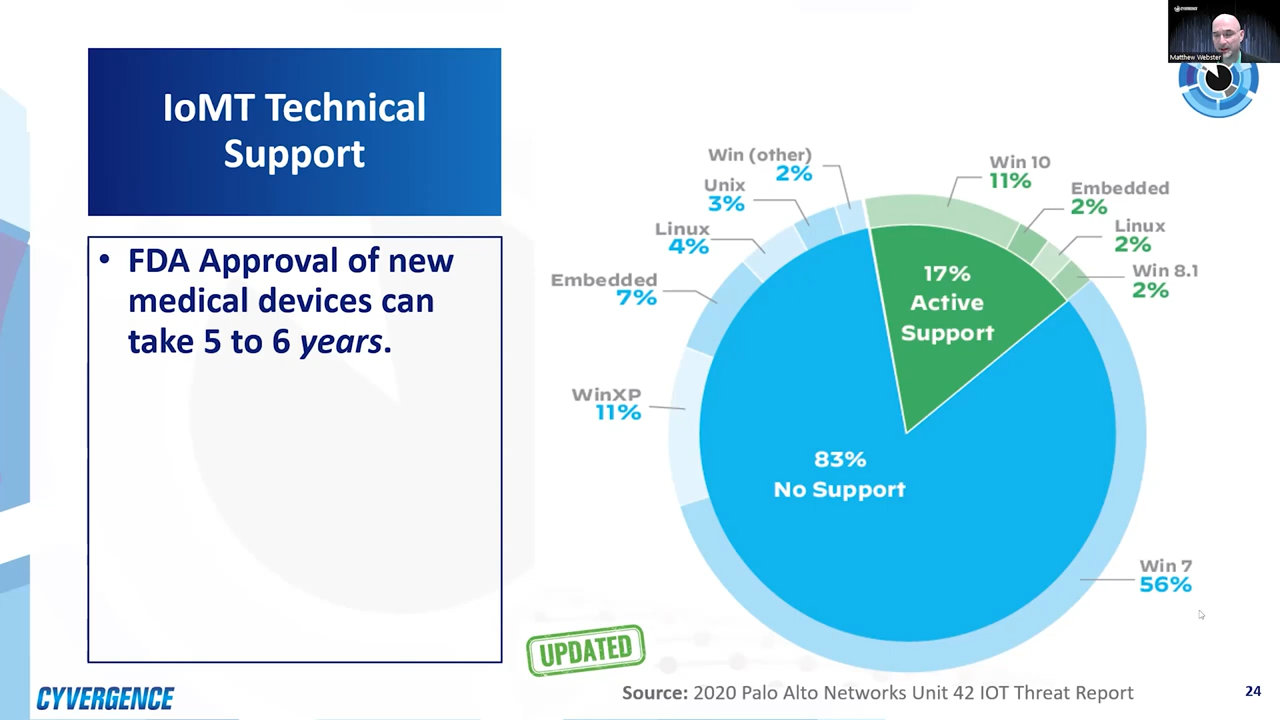 CYVERGENCE
Matthew Webster
IoMT Technical
Support
• FDA Approval of new
medical devices can
take 5 to 6 years.
Win (other)
2%
Unix
3%
Linux
4%
Embedded
7%
WinXP
11%
Win 10
11%
Embedded
2%
Linux
2%
Win 8.1
2%
17%
Active
Support
83%
No Support
Win 7
56%
UPDATED
CYVERGENCE
Source: 2020 Palo Alto Networks Unit 42 IOT Threat Report
24